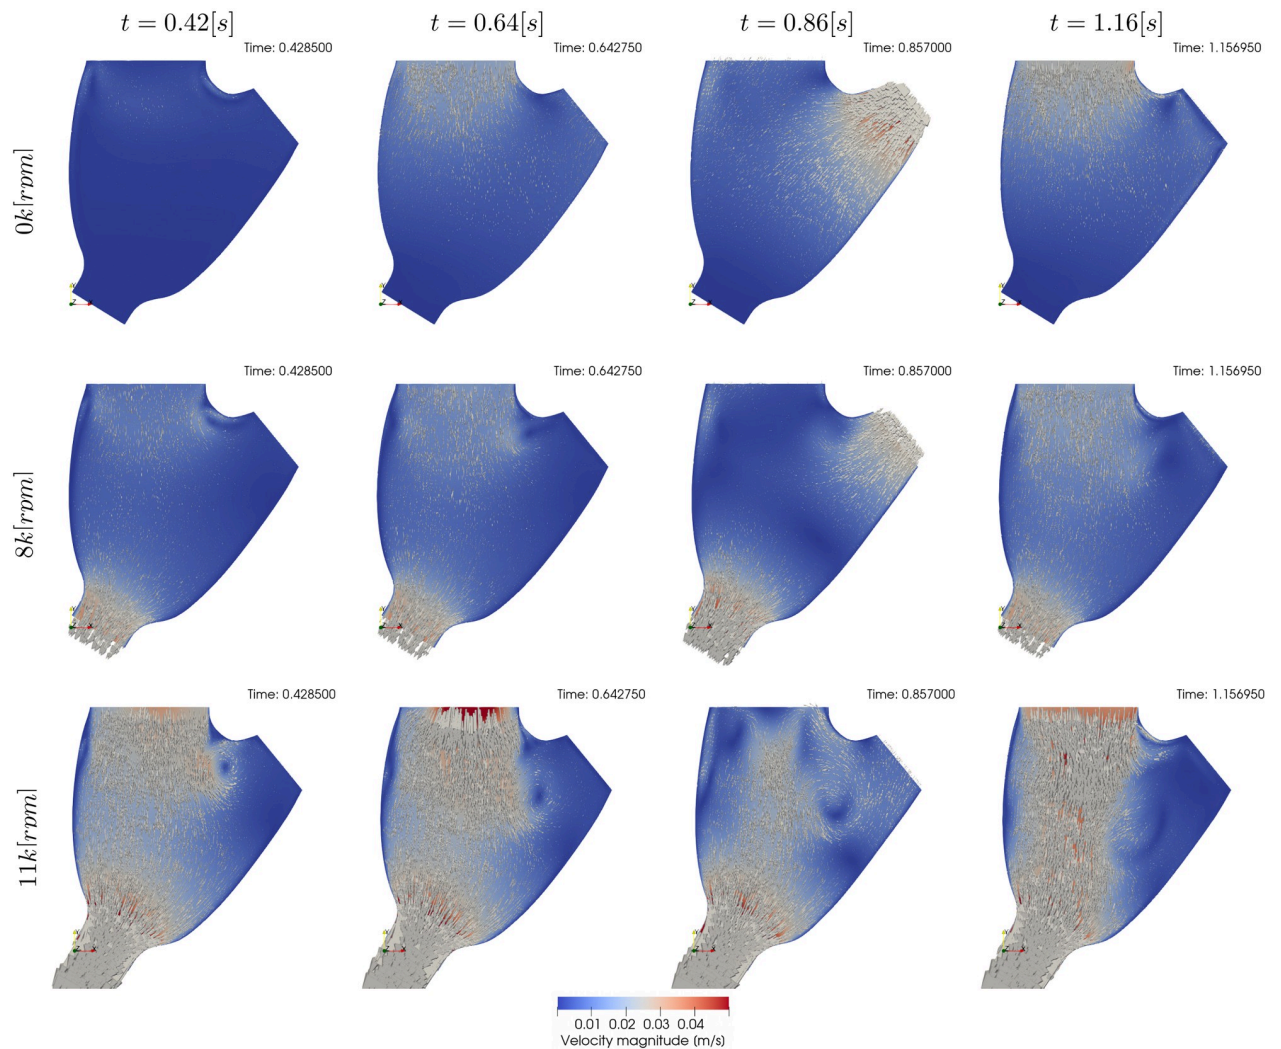 t = 0.42[s] t = 0.64[s] t = 0.86[s] t = 1.16[s]
Time: 0.428500 Time: 0.642750 Time: 0.857000 Time: 1.156950
0k[rpm]
Time: 0.428500 Time: 0.642750 Time: 0.857000 Time: 1.156950
8k[rpm]
Time: 0.428500 Time: 0.642750 Time: 0.857000 Time: 1.156950
11k[rpm]
0.01 0.02 0.03 0.04
Velocity magnitude (m/s)